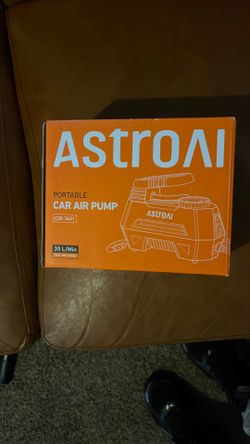 ASTROAI
PORTABLE
CAR AIR PUMP
ASTROAI
35 L/Min